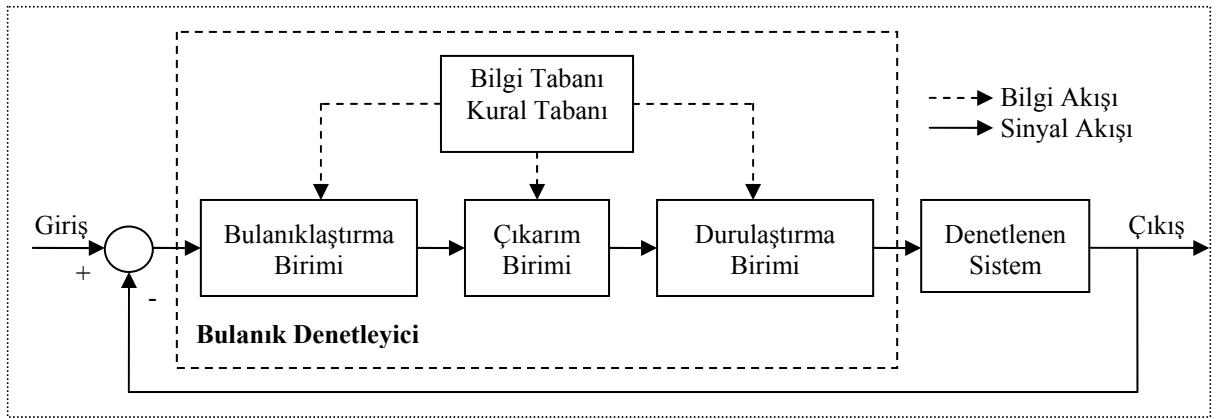 Bilgi Tabanı
Kural Tabanı
Bilgi Akışı
Sinyal Akışı
Giriş
+
-
Bulanıklaştırma
Birimi
Çıkarım
Birimi
Durulaştırma
Birimi
Denetlenen
Sistem
Çıkış
Bulanık Denetleyici